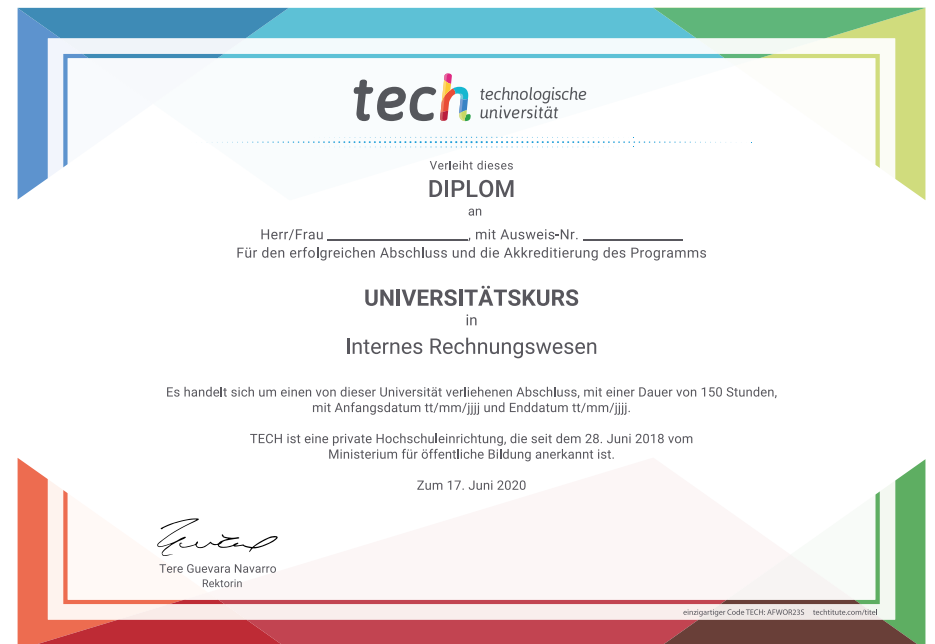 tech technologische
universität
Verleiht dieses
DIPLOM
an
Herr/Frau ____________________, mit Ausweis-Nr. ______________
Für den erfolgreichen Abschluss und die Akkreditierung des Programms
UNIVERSITÄTSKURS
in
Internes Rechnungswesen
Es handelt sich um einen von dieser Universität verliehenen Abschluss, mit einer Dauer von 150 Stunden,
mit Anfangsdatum tt/mm/jjjj und Enddatum tt/mm/jjjj.
TECH ist eine private Hochschuleinrichtung, die seit dem 28. Juni 2018 vom
Ministerium für öffentliche Bildung anerkannt ist.
Zum 17. Juni 2020
Tere Guevara Navarro
Rektorin
einzigartiger Code TECH: AFWOR23S techtitute.com/titel